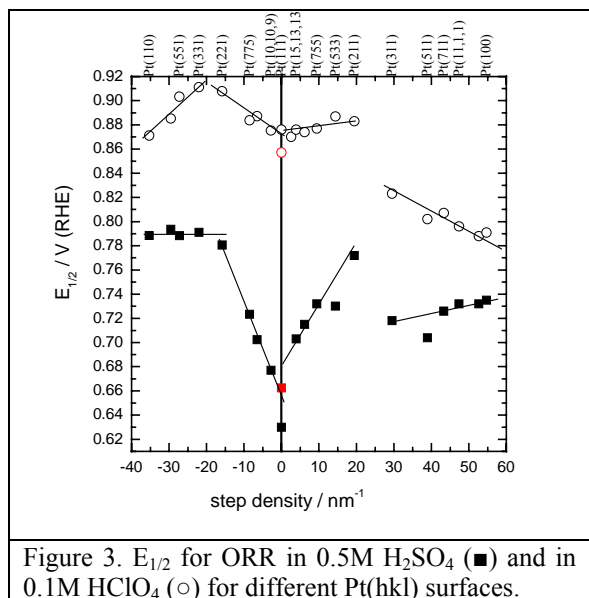 Pt(110)
Pt(551)
Pt(331)
Pt(221)
Pt(775)
Pt(10,10,9)
Pt(111)
Pt(15,13,13
Pt(755)
Pt(533)
Pt(211)
Pt(311)
Pt(511)
Pt(711)
Pt(11,1,1)
Pt(100)
0.92
0.90
0.88
0.86
0.84
0.82
0.80
0.78
0.76
0.74
0.72
0.70
0.68
0.66
0.64
0.62
E1/2 / V (RHE)
-40 -30 -20 -10 0 10 20 30 40 50 60
step density / nm-1
Figure 3. E1/2 for ORR in 0.5M H2SO4 (■) and in
0.1M HClO4 (○) for different Pt(hkl) surfaces.